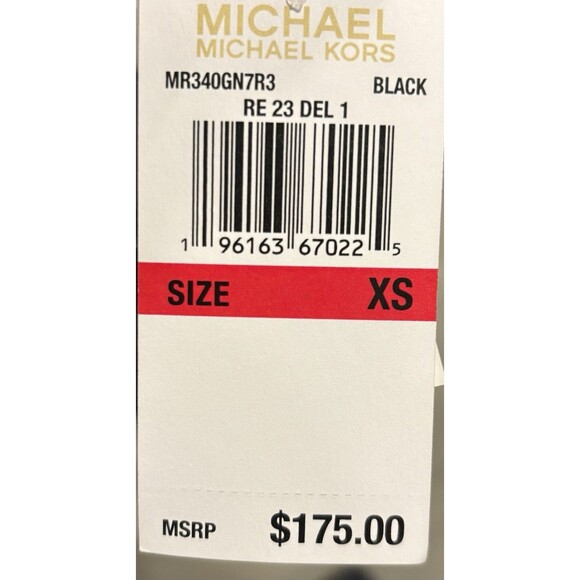 MICHAEL
MICHAEL KORS
MR340GN7R3 BLACK
RE 23 DEL 1
1 96163 67022 5
SIZE XS
MSRP $175.00